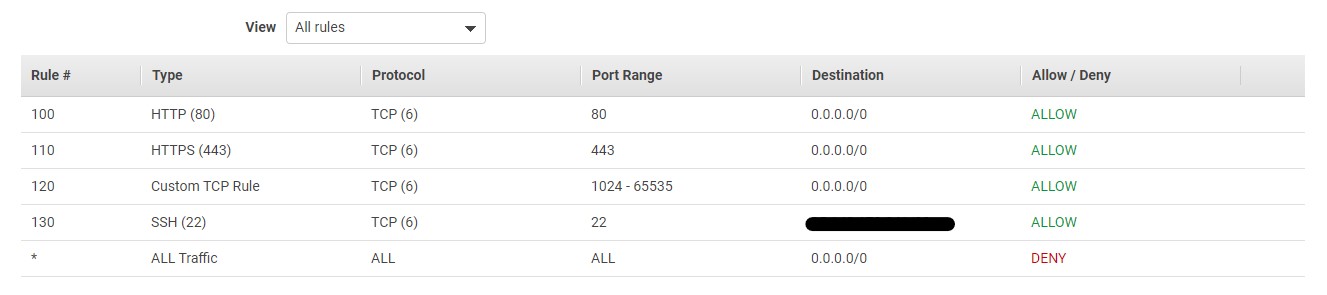 View All rules
Rule # Type Protocol Port Range Destination Allow / Deny
100 HTTP (80) TCP (6) 80 0.0.0.0/0 ALLOW
110 HTTPS (443) TCP (6) 443 0.0.0.0/0 ALLOW
120 Custom TCP Rule TCP (6) 1024 - 65535 0.0.0.0/0 ALLOW
130 SSH (22) TCP (6) 22 ALLOW
* ALL Traffic ALL ALL 0.0.0.0/0 DENY